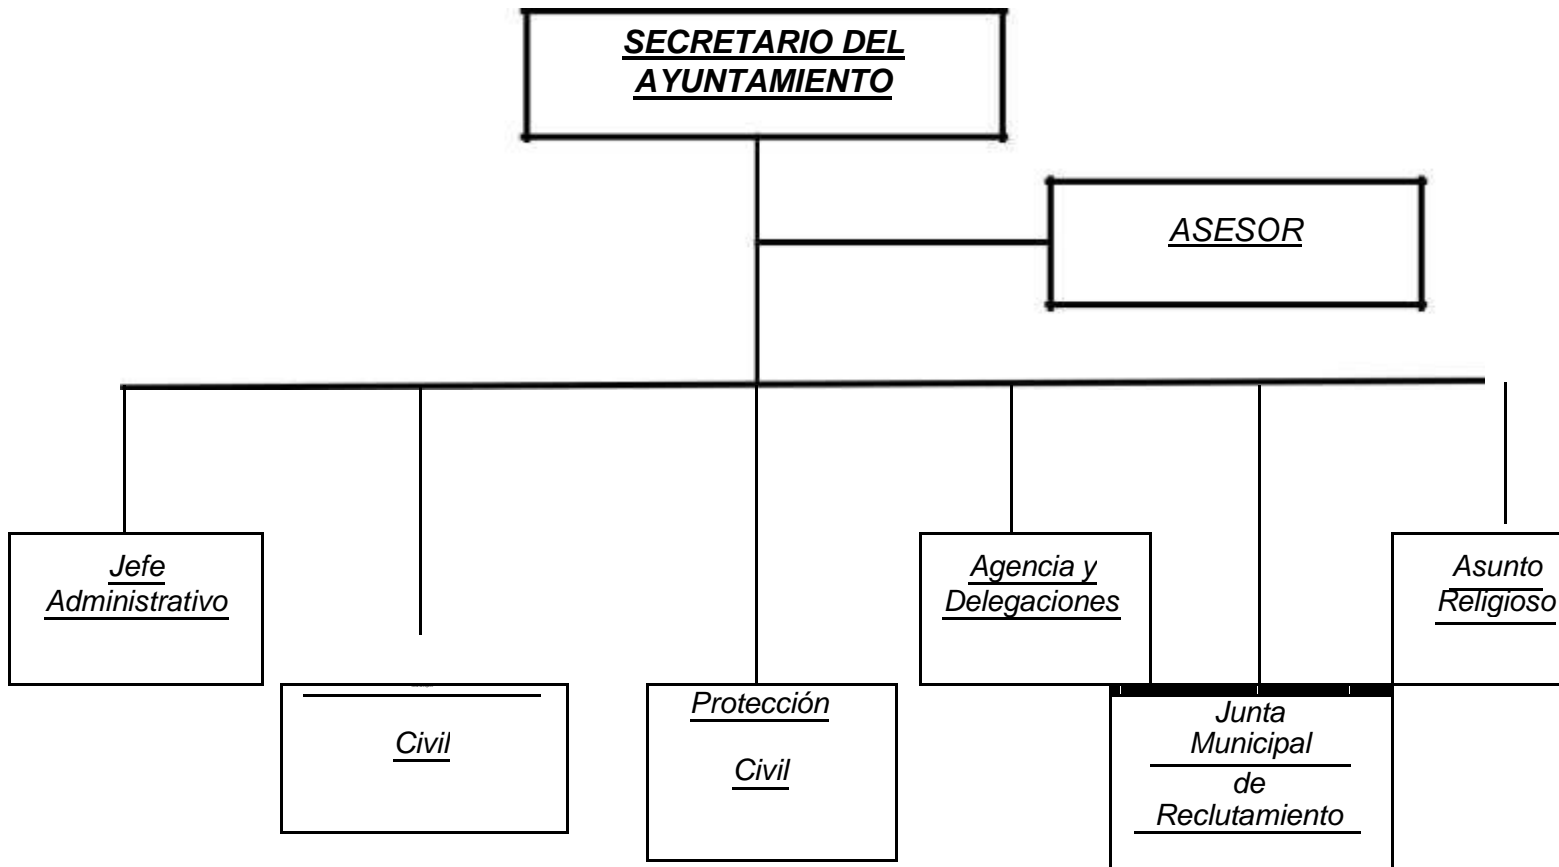 SECRETARIO DEL
AYUNTAMIENTO
ASESOR
Jefe
Administrativo
Civil
Protección
Civil
Agencia y
Delegaciones
Junta
Municipal
de
Reclutamiento
Asunto
Religioso